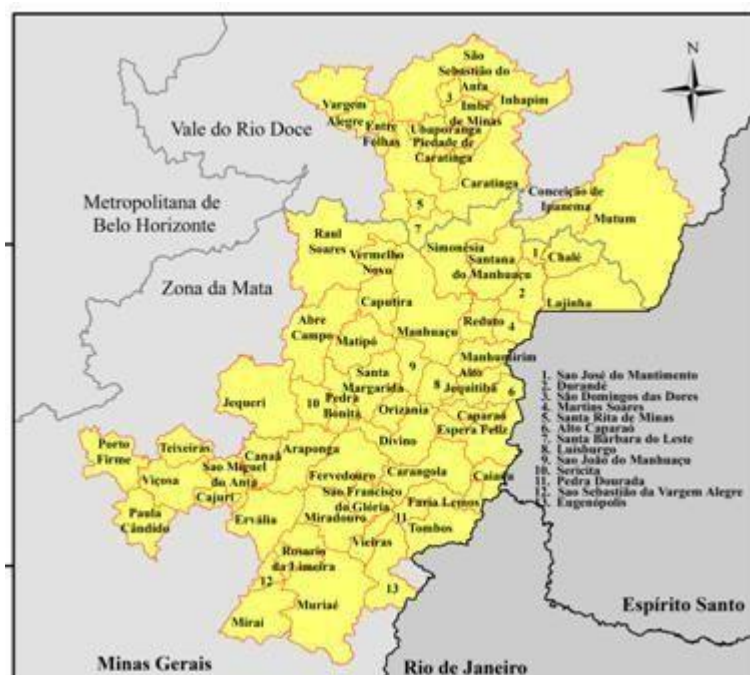 N
São
Sebastião do
Anta
3
Imbé
de Minas
Inhapim
Vargem
Alegre
Entre
Folhas
Ubaporanga
Piedade de
Caratinga
Caratinga
Vale do Rio Doce
Metropolitana de
Belo Horizonte
Zona da Mata
5
7
Conceição de
Ipanema
Mutum
Raul
Soares
Vermelho
Novo
Simonésia
Santana
do Manhuaçu
1
Chalé
2
Lajinha
Caputira
Abre
Campo
Matipó
Manhuaçu
Reduto
4
Manhumirim
Alto
Jequitibá
9
8
6
Santa
Margarida
Jequeri
10
Pedra
Bonita
Orizânia
Caparaó
Espera Feliz
Divino
Porto
Firme
Teixeiras
Canaã
Araponga
Viçosa
Sao Miguel
do Anta
Cajuri
Fervedouro
Carangola
Caiana
Paula
Cândido
Ervália
São Francisco
do Glória
Miradouro
Faria Lemos
11
Tombos
Vieiras
Rosario
da Limeira
12
13
Muriaé
Mirai
1. Sao José do Mantimento
2. Durandé
3. São Domingos das Dores
4. Martins Soares
5. Santa Rita de Minas
6. Alto Caparaó
7. Santa Bárbara do Leste
8. Luisburgo
9. Sao João do Manhuaçu
10. Sericita
11. Pedra Dourada
12. Sao Sebastião da Vargem Alegre
13. Eugenópolis
Espírito Santo
Minas Gerais
Rio de Janeiro